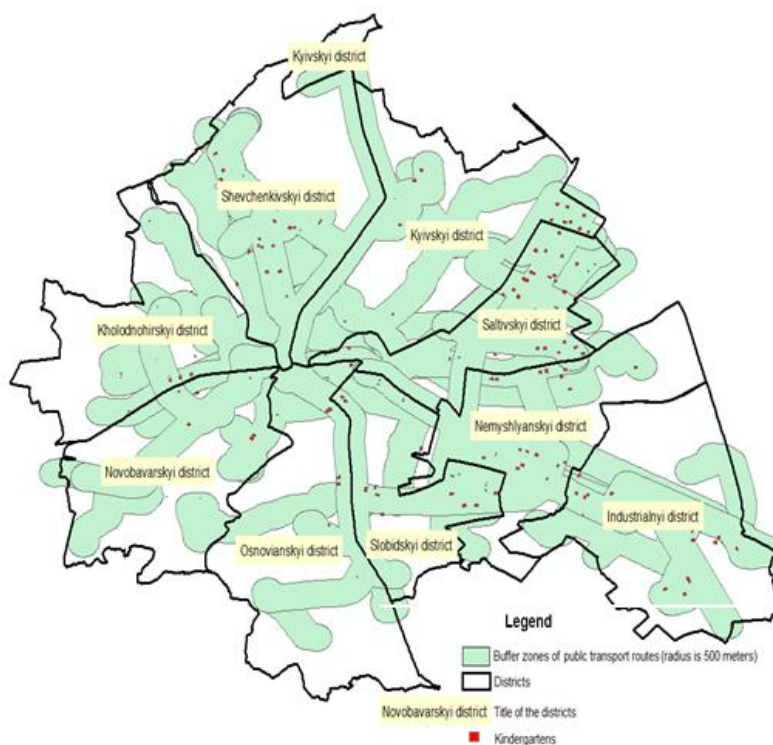 Kyivskyi district
Shevchenkivskyi district
Kyivskyi district
Kholodnohirskyi district
Saltivskyi district
Nemyshlyanskyi district
Novobavarskyi district
Industrialnyi district
Osnovianskyi district
Slobidskyi district
Legend
Buffer zones of publc transport routes (radius is 500 meters)
Districts
Novobavarskyi district Title of the districts
Kindergartens